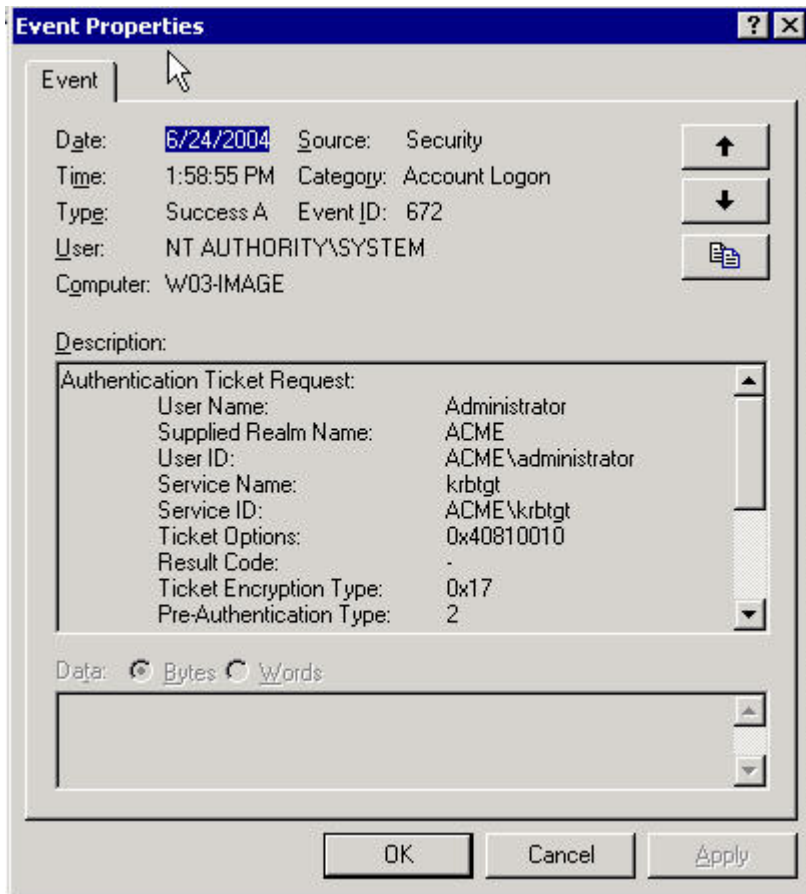 Event Properties
Event
Date: 6/24/2004 Source: Security
Time: 1:58:55 PM Category: Account Logon
Type: Success A Event ID: 672
User: NT AUTHORITY\SYSTEM
Computer: W03-IMAGE
Description:
Authentication Ticket Request:
User Name: Administrator
Supplied Realm Name: ACME
User ID: ACME\administrator
Service Name: krbtgt
Service ID: ACME\krbtgt
Ticket Options: 0x40810010
Result Code: -
Ticket Encryption Type: 0x17
Pre-Authentication Type: 2
Data: Bytes Words
OK Cancel Apply